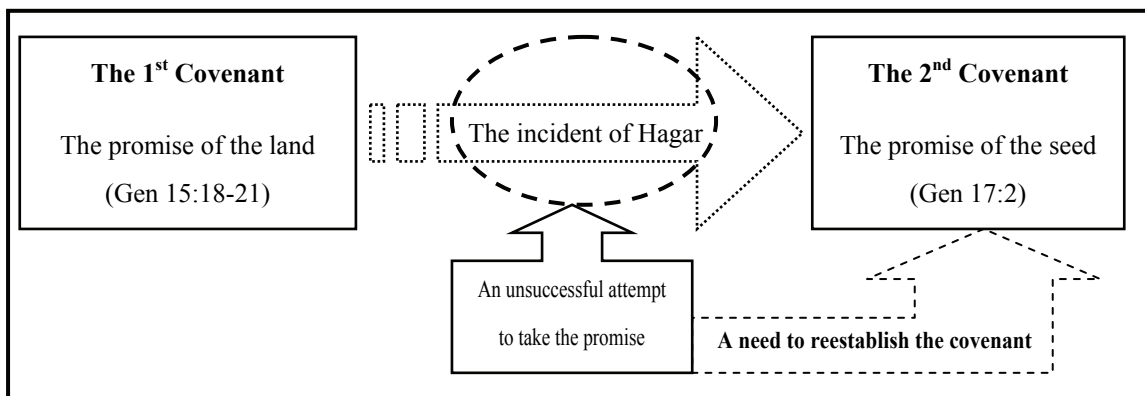 The 1st Covenant
The promise of the land
(Gen 15:18-21)
The incident of Hagar
The 2nd Covenant
The promise of the seed
(Gen 17:2)
An unsuccessful attempt
to take the promise
A need to reestablish the covenant